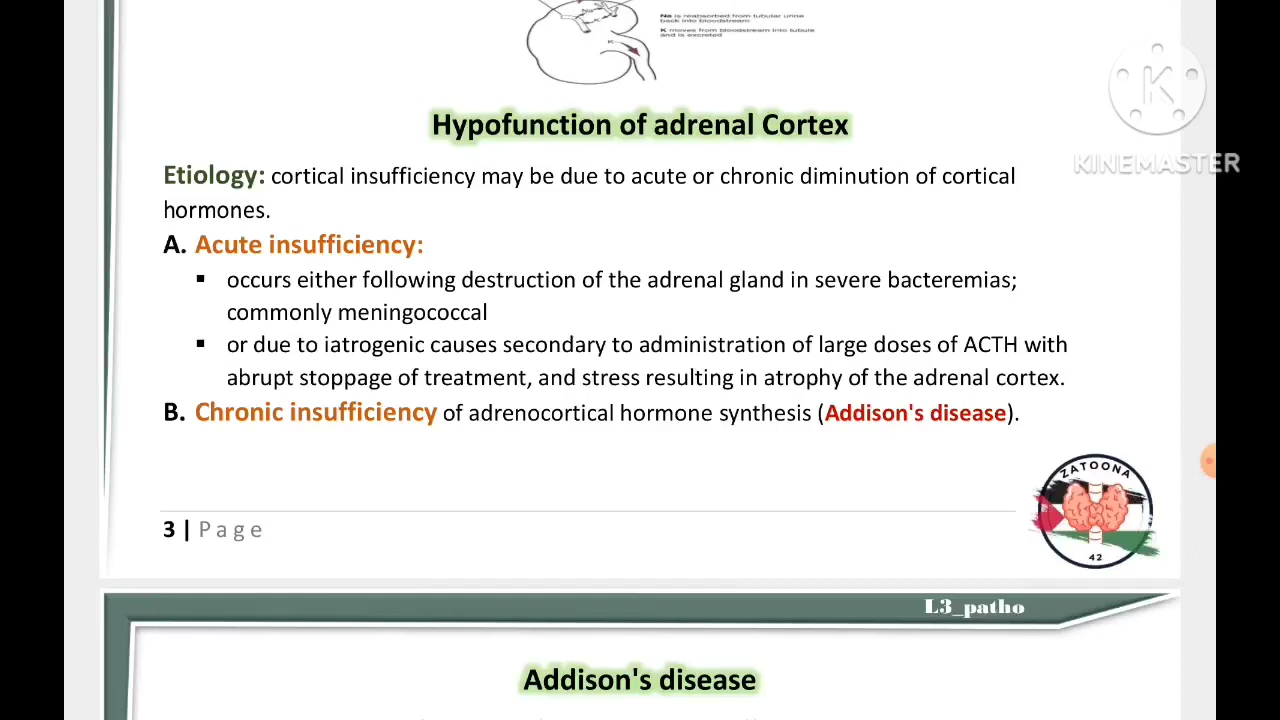 Na is reabsorbed from tubular urine
back into bloodstream
K moves from bloodstream into tubule
and is excreted
K
Hypofunction of adrenal Cortex
Etiology: cortical insufficiency may be due to acute or chronic diminution of cortical
hormones.
A. Acute insufficiency:
▪ occurs either following destruction of the adrenal gland in severe bacteremias;
commonly meningococcal
▪ or due to iatrogenic causes secondary to administration of large doses of ACTH with
abrupt stoppage of treatment, and stress resulting in atrophy of the adrenal cortex.
B. Chronic insufficiency of adrenocortical hormone synthesis (Addison's disease).
3 | Page
ZATOONA
42
L3_patho
Addison's disease
K
KINEMASTER